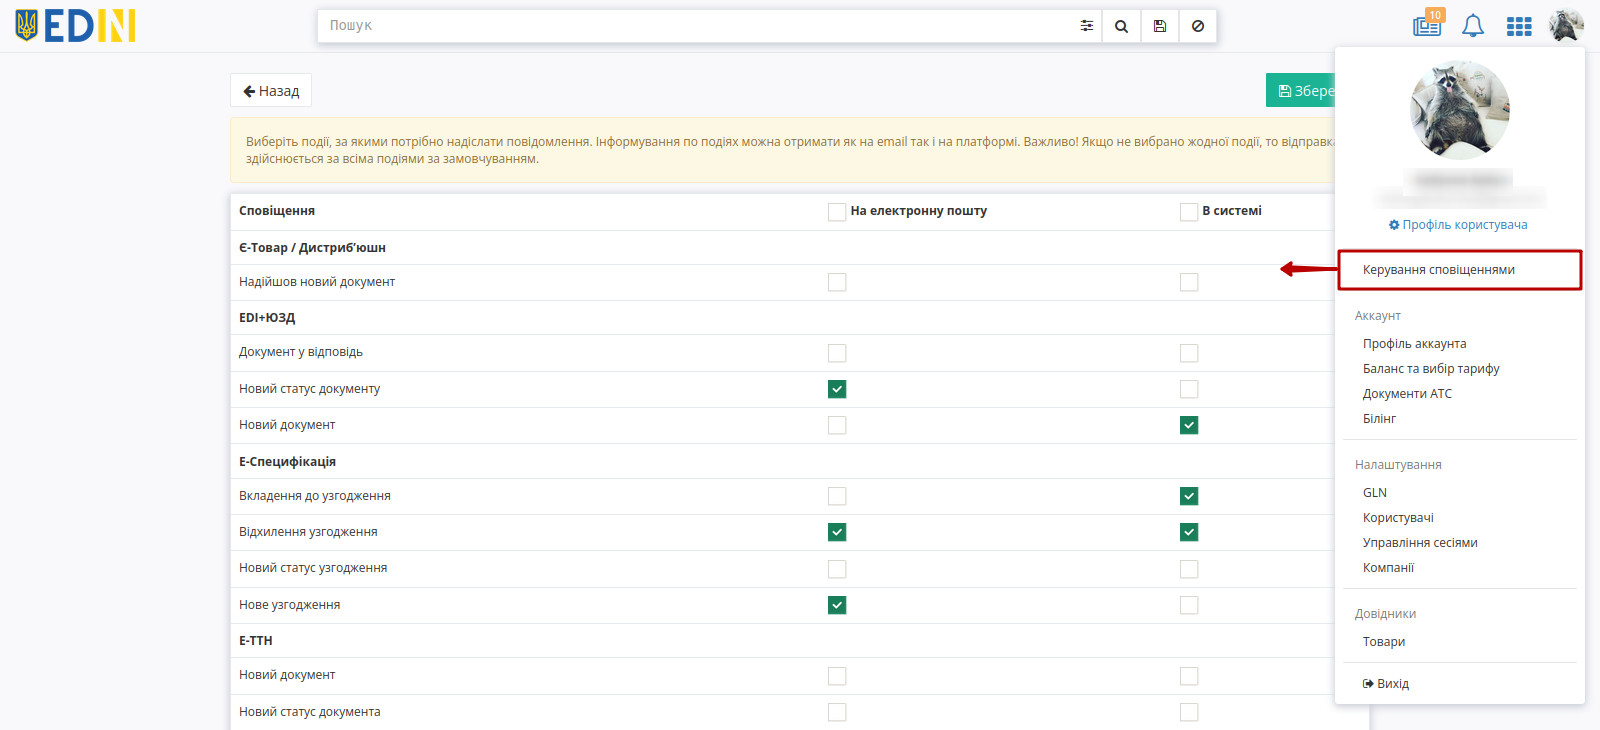 EDIN
Пошук
10
Назад
Збере
Виберіть події, за якими потрібно надіслати повідомлення. Інформування по подіях можна отримати як на email так і на платформі. Важливо! Якщо не вибрано жодної події, то відправка
здійснюється за всіма подіями за замовчуванням.
Сповіщення На електронну пошту В системі
Є-Товар / Дистриб’юшн
Надійшов новий документ
EDI+ЮЗД
Документ у відповідь
Новий статус документу
Новий документ
Е-Специфікація
Вкладення до узгодження
Відхилення узгодження
Новий статус узгодження
Нове узгодження
Е-ТТН
Новий документ
Новий статус документа
Профіль користувача
Керування сповіщеннями
Аккаунт
Профіль аккаунта
Баланс та вибір тарифу
Документи АТС
Білінг
Налаштування
GLN
Користувачі
Управління сесіями
Компанії
Довідники
Товари
Вихід